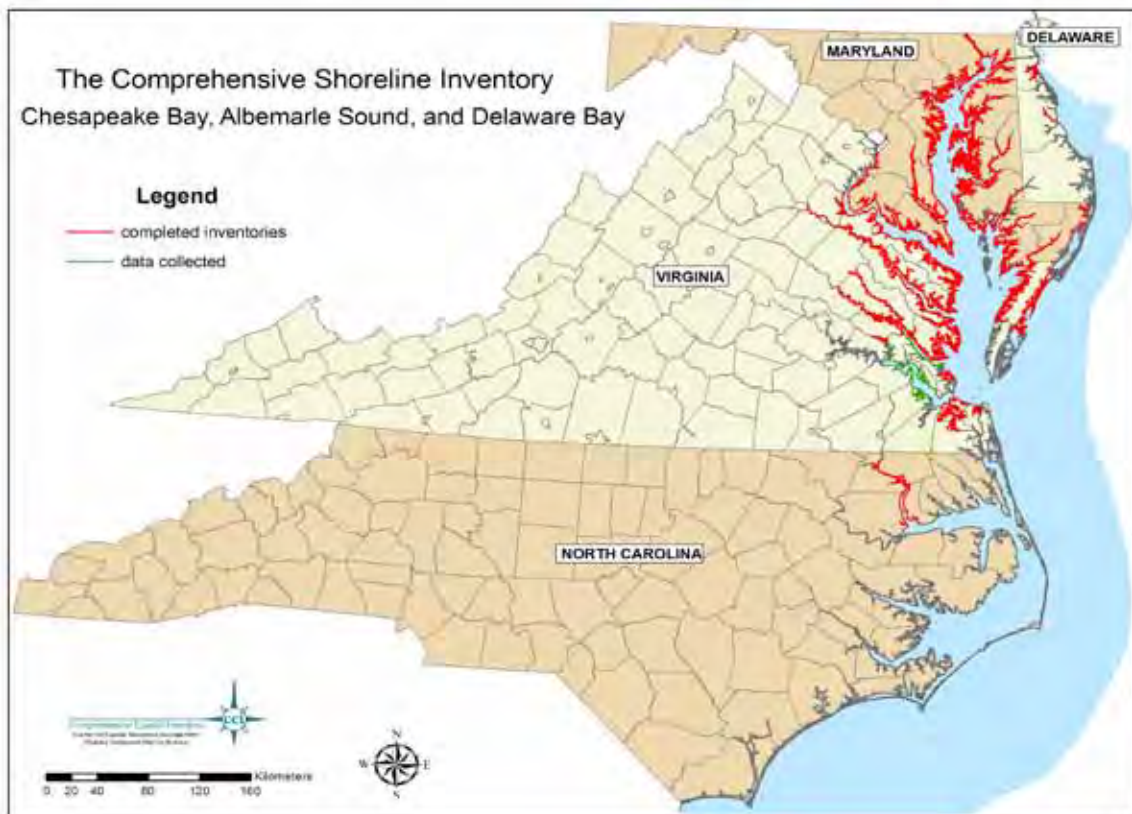 The Comprehensive Shoreline Inventory
Chesapeake Bay, Albemarle Sound, and Delaware Bay
Legend
completed inventories
data collected
MARYLAND
DELAWARE
VIRGINIA
NORTH CAROLINA
CCI
Kilometers
0 20 40 80 120 160
N
W E
S